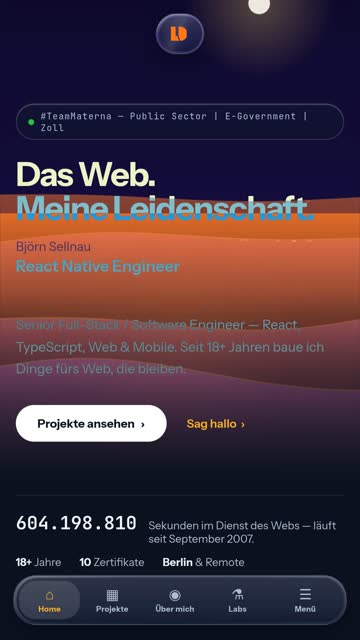 #TeamMaterna — Public Sector | E-Government |
Zoll
Das Web.
Meine Leidenschaft.
Björn Sellnau
React Native Engineer
Senior Full-Stack / Software Engineer — React,
TypeScript, Web & Mobile. Seit 18+ Jahren baue ich
Dinge fürs Web, die bleiben.
Projekte ansehen ›
Sag hallo ›
604.198.810 Sekunden im Dienst des Webs — läuft
seit September 2007.
18+ Jahre 10 Zertifikate Berlin & Remote
Home Projekte Über mich Labs Menü